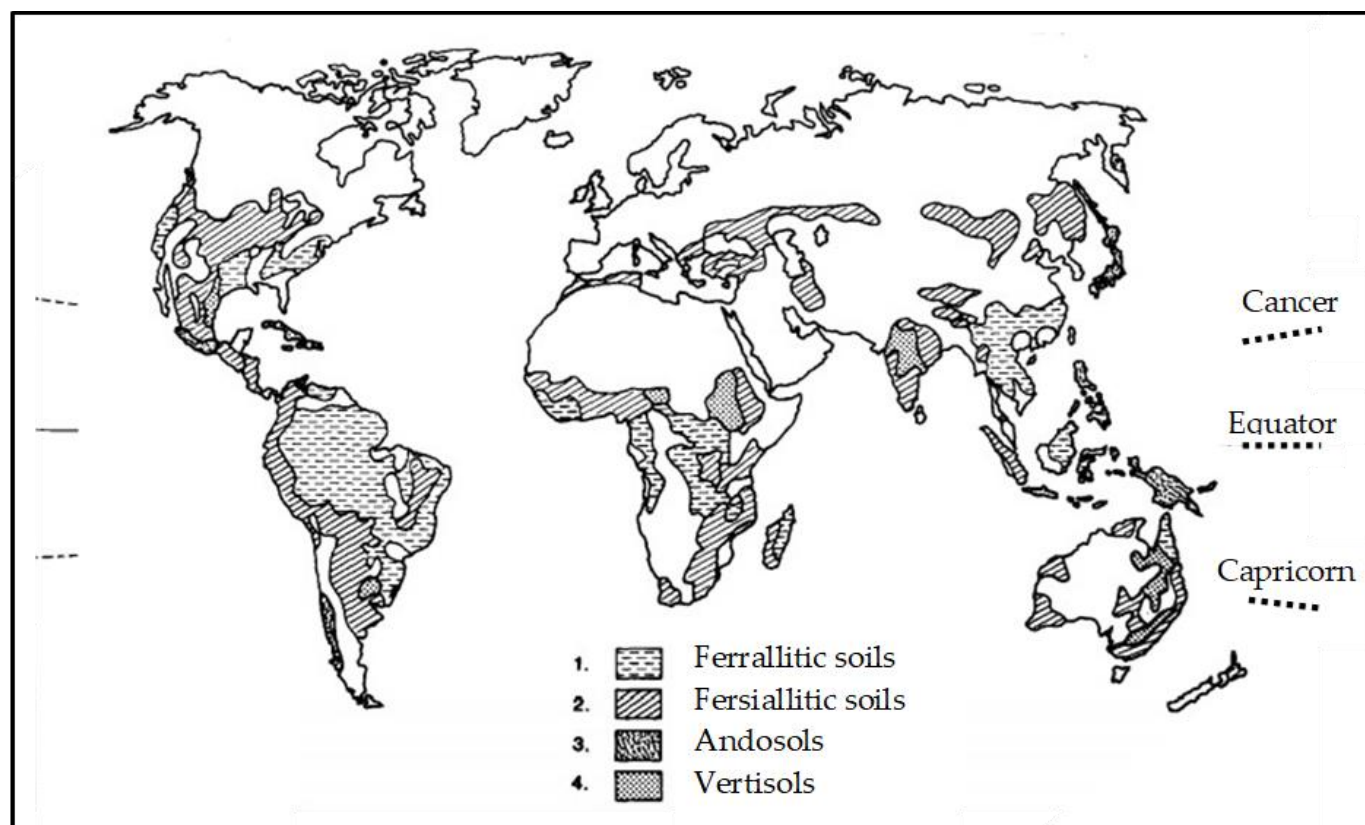 Cancer
Equator
Capricorn
1. Ferrallitic soils
2. Fersiallitic soils
3. Andosols
4. Vertisols